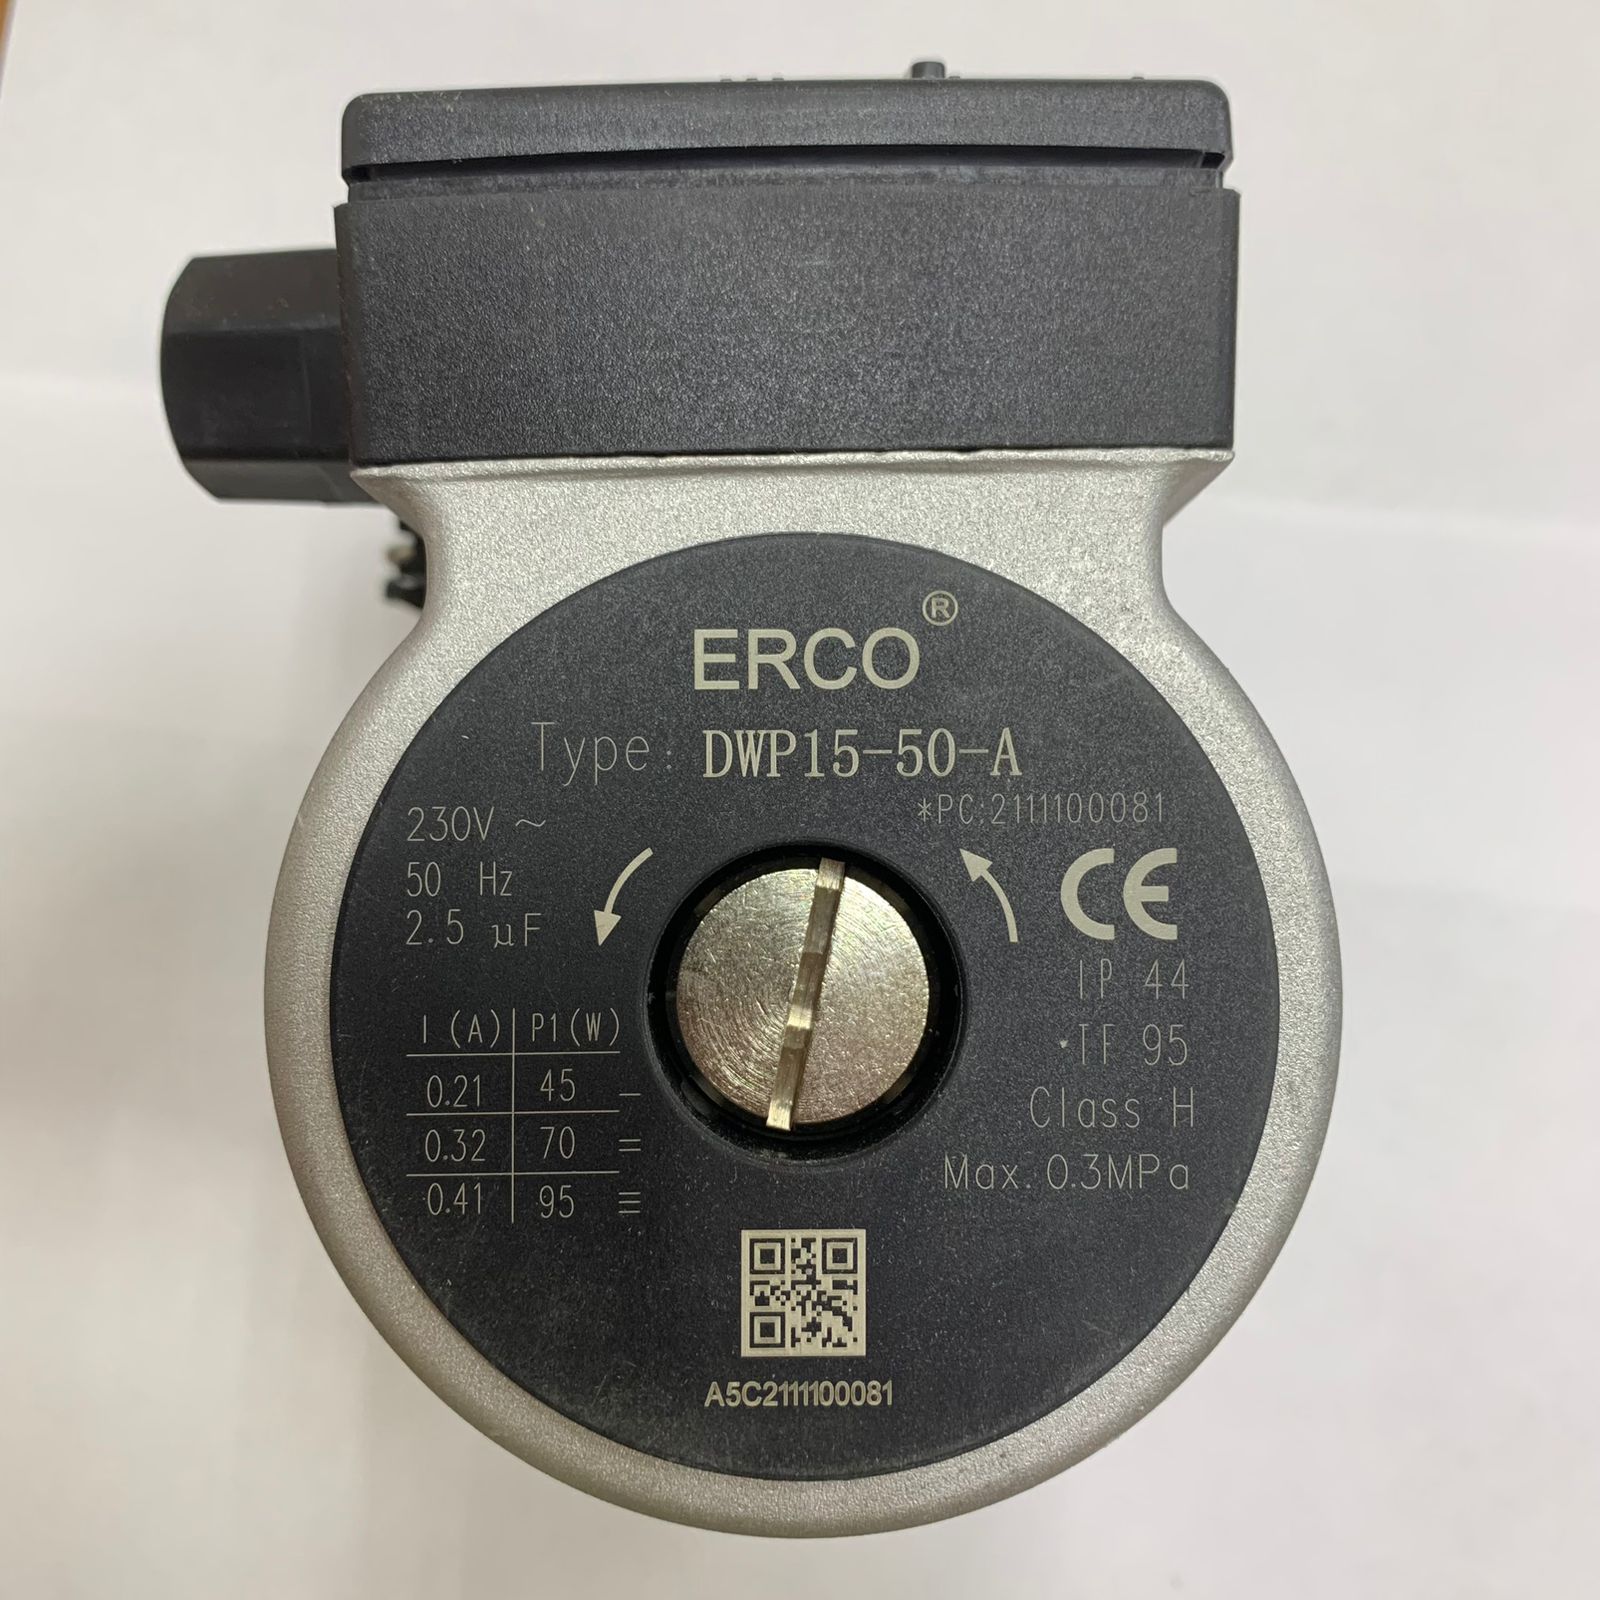 ERCO®
Type: DWP15-50-A
*PC:2111100081
230V ~
50 Hz
2.5 µF
CE
IP 44
TF 95
Class H
Max. 0.3MPa
I (A) P1(W)
0.21 45 –
0.32 70 =
0.41 95 ≡
A5C2111100081